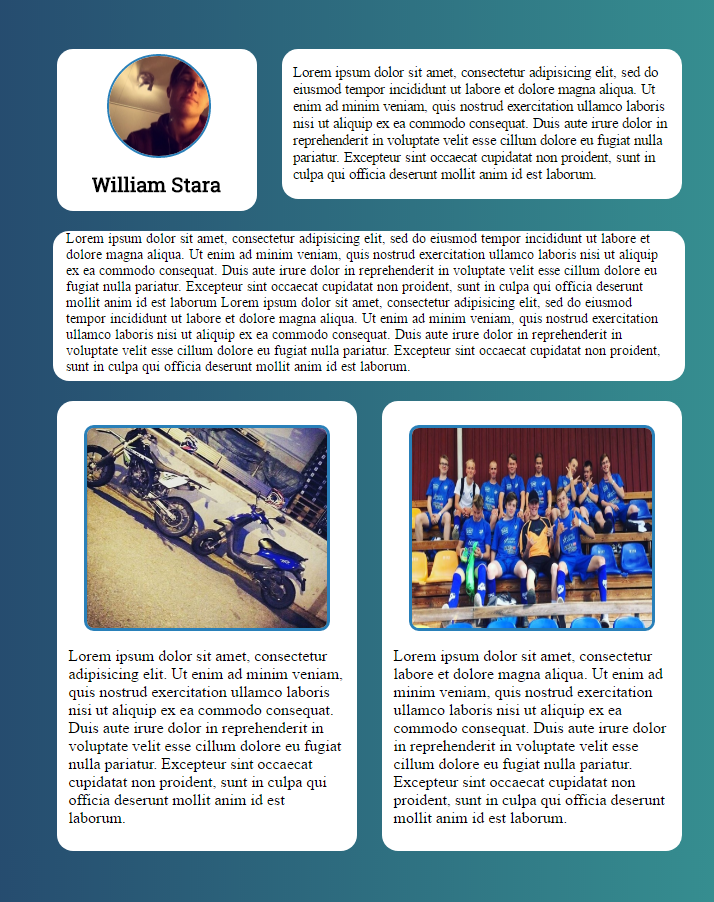 William Stara
Lorem ipsum dolor sit amet, consectetur adipisicing elit, sed do
eiusmod tempor incididunt ut labore et dolore magna aliqua. Ut
enim ad minim veniam, quis nostrud exercitation ullamco laboris
nisi ut aliquip ex ea commodo consequat. Duis aute irure dolor in
reprehenderit in voluptate velit esse cillum dolore eu fugiat nulla
pariatur. Excepteur sint occaecat cupidatat non proident, sunt in
culpa qui officia deserunt mollit anim id est laborum.
Lorem ipsum dolor sit amet, consectetur adipisicing elit, sed do eiusmod tempor incididunt ut labore et
dolore magna aliqua. Ut enim ad minim veniam, quis nostrud exercitation ullamco laboris nisi ut aliquip
ex ea commodo consequat. Duis aute irure dolor in reprehenderit in voluptate velit esse cillum dolore eu
fugiat nulla pariatur. Excepteur sint occaecat cupidatat non proident, sunt in culpa qui officia deserunt
mollit anim id est laborum Lorem ipsum dolor sit amet, consectetur adipisicing elit, sed do eiusmod
tempor incididunt ut labore et dolore magna aliqua. Ut enim ad minim veniam, quis nostrud exercitation
ullamco laboris nisi ut aliquip ex ea commodo consequat. Duis aute irure dolor in reprehenderit in
voluptate velit esse cillum dolore eu fugiat nulla pariatur. Excepteur sint occaecat cupidatat non proident,
sunt in culpa qui officia deserunt mollit anim id est laborum.
Lorem ipsum dolor sit amet, consectetur
adipisicing elit. Ut enim ad minim veniam,
quis nostrud exercitation ullamco laboris
nisi ut aliquip ex ea commodo consequat.
Duis aute irure dolor in reprehenderit in
voluptate velit esse cillum dolore eu fugiat
nulla pariatur. Excepteur sint occaecat
cupidatat non proident, sunt in culpa qui
officia deserunt mollit anim id est
laborum.
Lorem ipsum dolor sit amet, consectetur
labore et dolore magna aliqua. Ut enim ad
minim veniam, quis nostrud exercitation
ullamco laboris nisi ut aliquip ex ea
commodo consequat. Duis aute irure dolor
in reprehenderit in voluptate velit esse
cillum dolore eu fugiat nulla pariatur.
Excepteur sint occaecat cupidatat non
proident, sunt in culpa qui officia deserunt
mollit anim id est laborum.